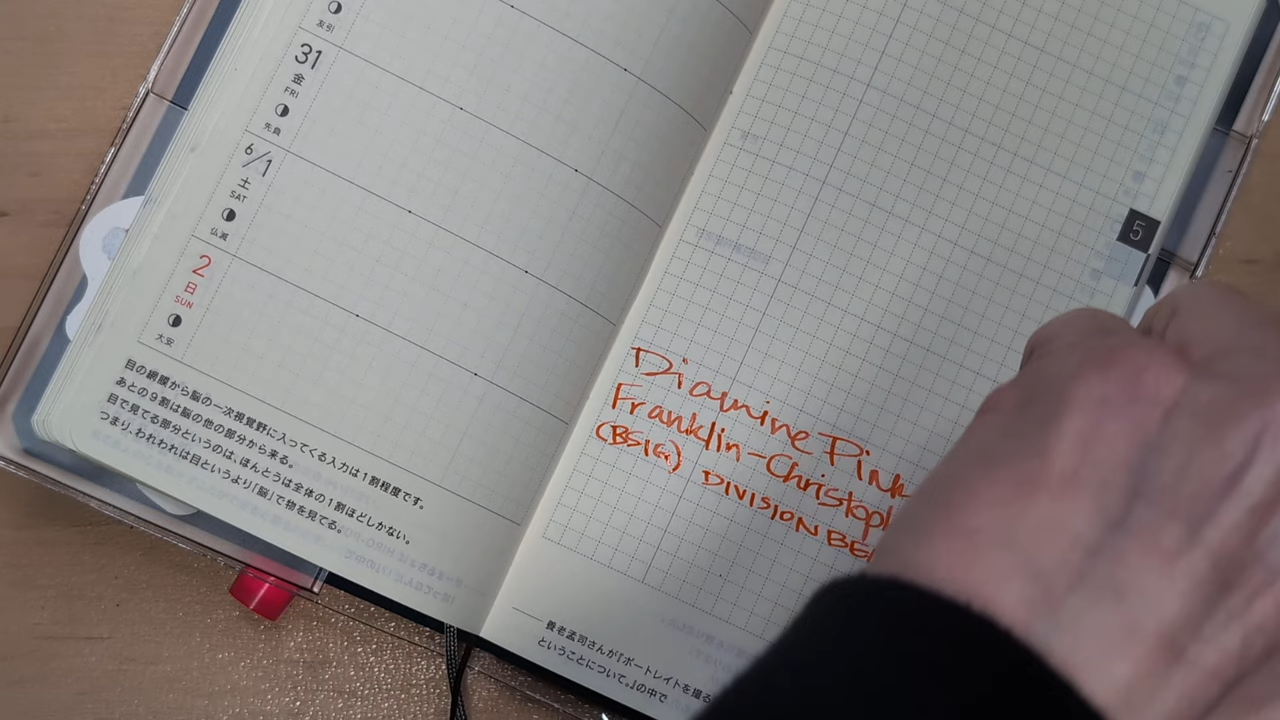 友引
31
金
FRI
先負
6/1
土
SAT
仏滅
2
日
SUN
大安
目の網膜から脳の一次視覚野に入ってくる入力は1割程度です。
あとの9割は脳の他の部分から来る。
目で見てる部分というのは、ほんとうは全体の1割ほどしかない。
つまり、われわれは目というより「脳」で物を見てる。
5
Diamine Pink
Franklin-Christoph
(BSIG) DIVISION BE
養老孟司さんが『ポートレイトを撮る
ということについて。』の中で